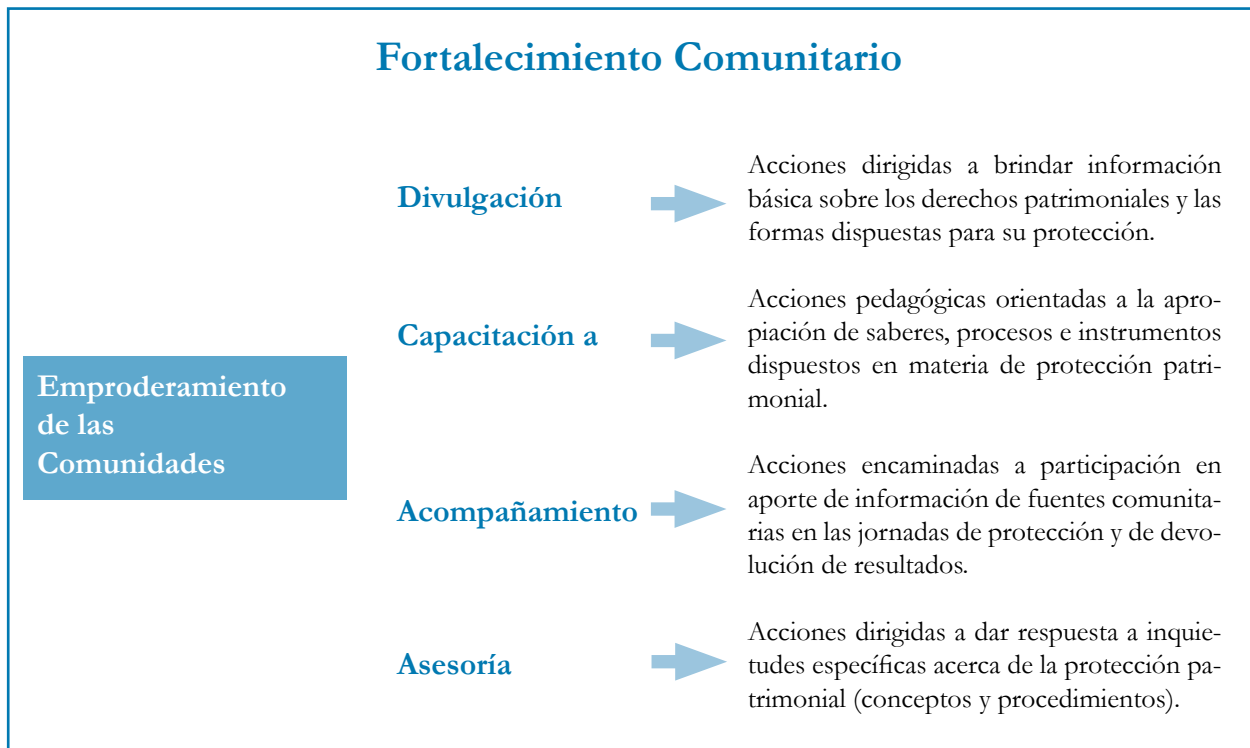 Fortalecimiento Comunitario
Emproderamiento
de las
Comunidades
Divulgación
Acciones dirigidas a brindar información
básica sobre los derechos patrimoniales y las
formas dispuestas para su protección.
Capacitación a
Acciones pedagógicas orientadas a la apro-
piación de saberes, procesos e instrumentos
dispuestos en materia de protección patri-
monial.
Acompañamiento
Acciones encaminadas a participación en
aporte de información de fuentes comunita-
rias en las jornadas de protección y de devo-
lución de resultados.
Asesoría
Acciones dirigidas a dar respuesta a inquie-
tudes específicas acerca de la protección pa-
trimonial (conceptos y procedimientos).